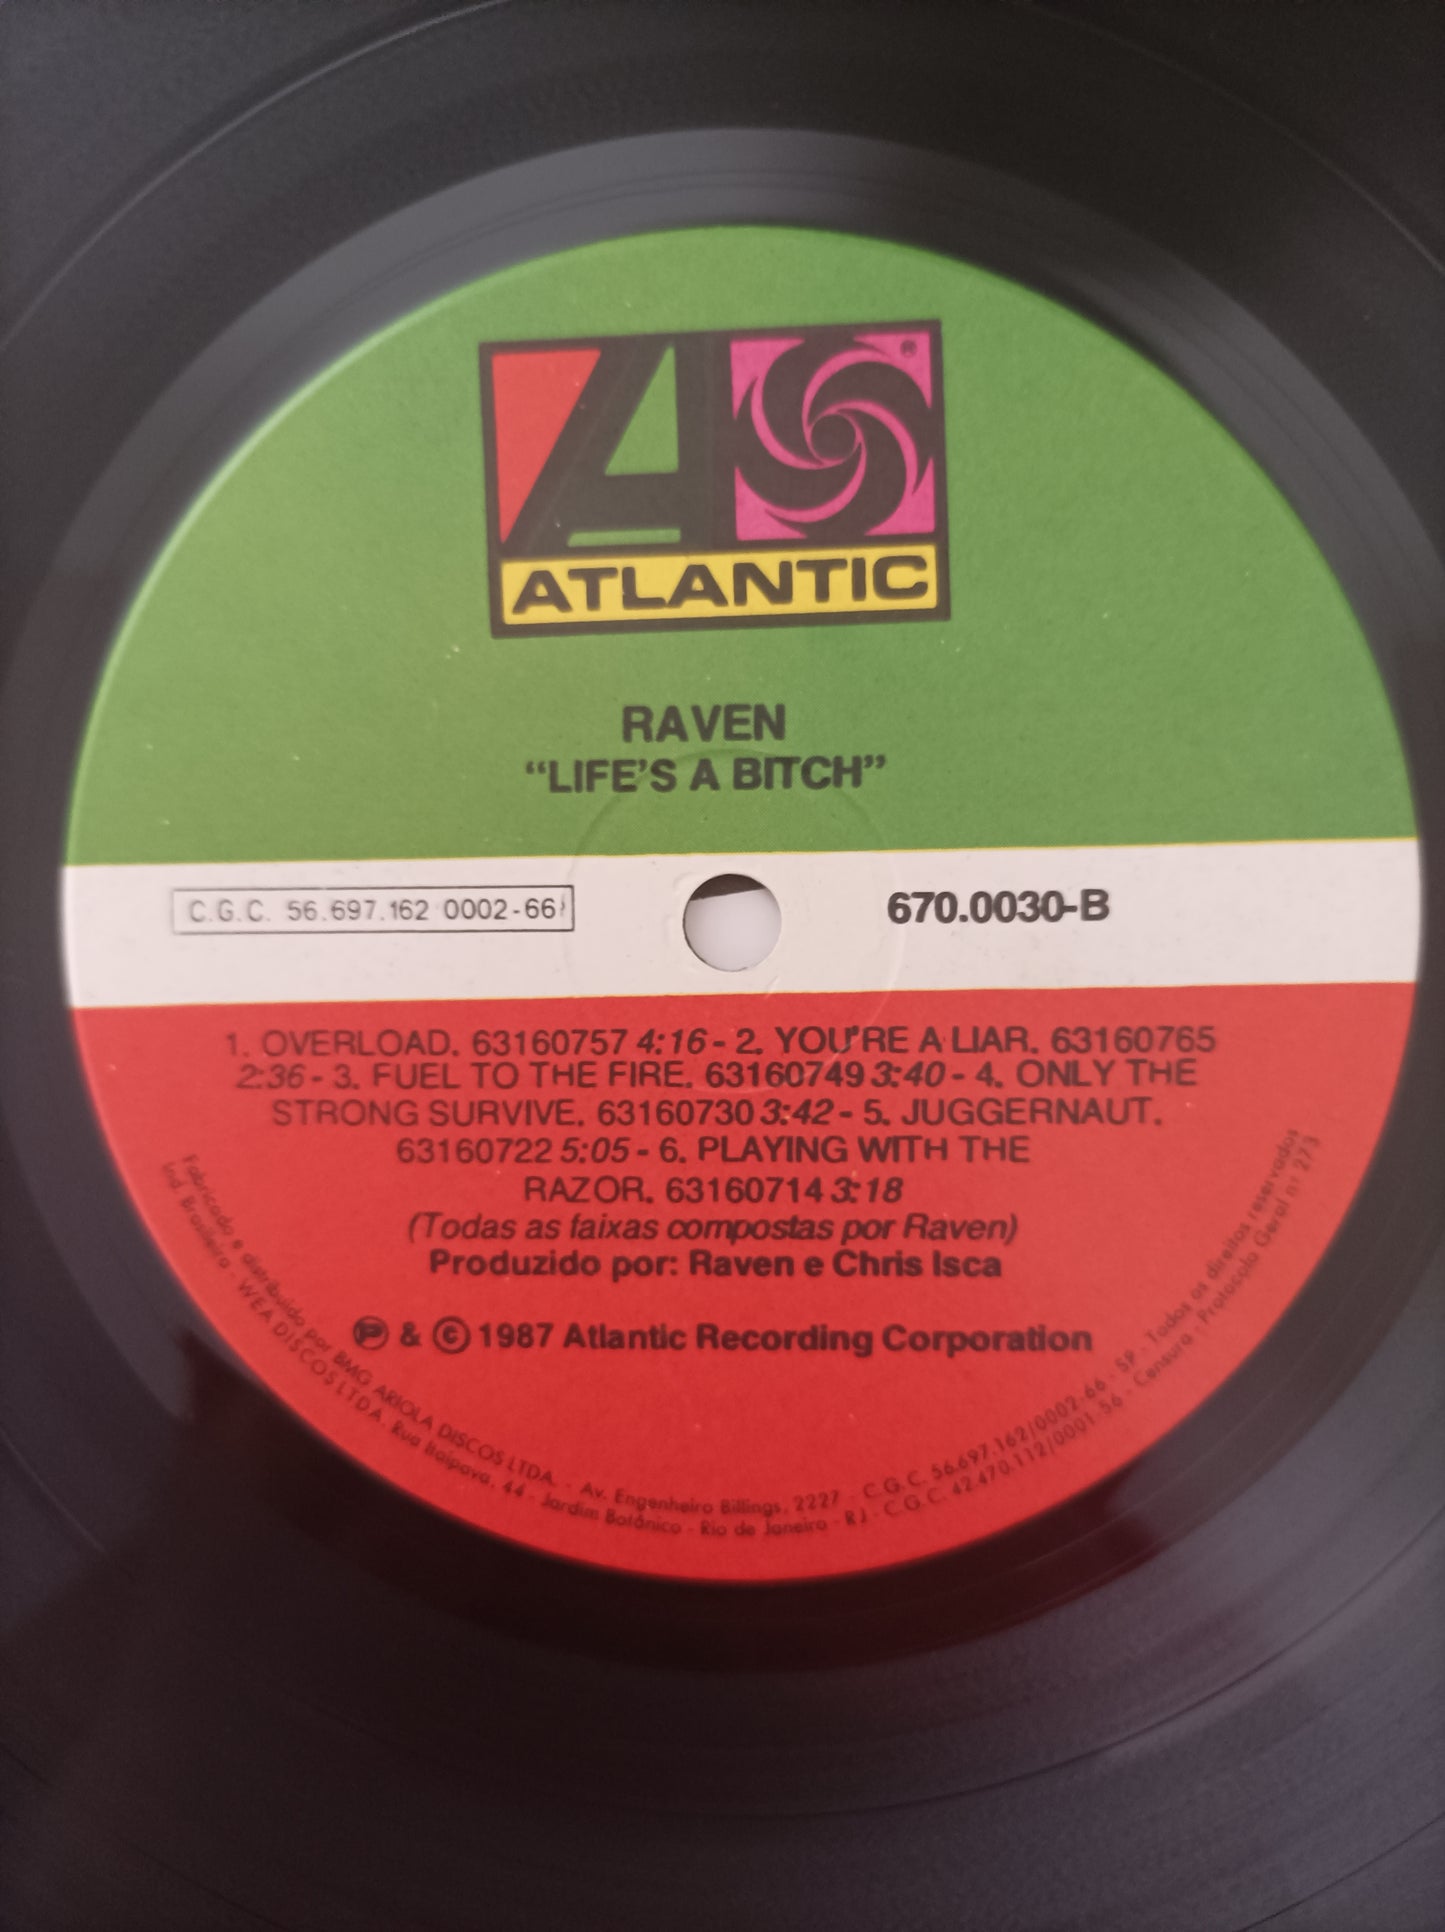 ATLANTIC
®
RAVEN
“LIFE'S A BITCH”
C.G.C. 56.697.162 0002-66
670.0030-B
1. OVERLOAD. 63160757 4:16 - 2. YOU'RE A LIAR. 63160765
2:36 - 3. FUEL TO THE FIRE. 63160749 3:40 - 4. ONLY THE
STRONG SURVIVE. 63160730 3:42 - 5. JUGGERNAUT.
63160722 5:05 - 6. PLAYING WITH THE
RAZOR. 63160714 3:18
(Todas as faixas compostas por Raven)
Produzido por: Raven e Chris Isca
Ⓟ & © 1987 Atlantic Recording Corporation
Fabricado e distribuído por BMG ARIOLA DISCOS LTDA. - Av. Engenheiro Billings, 2227 - C.G.C. 56.697.162/0002-66 - SP - Todos os direitos reservados
Ind. Brasileira - WEA DISCOS LTDA. Rua Itaipava, 44 - Jardim Botânico - Rio de Janeiro - RJ - C.G.C. 42.470.112/0001-56 - Censura - Protocolo Geral nº 273